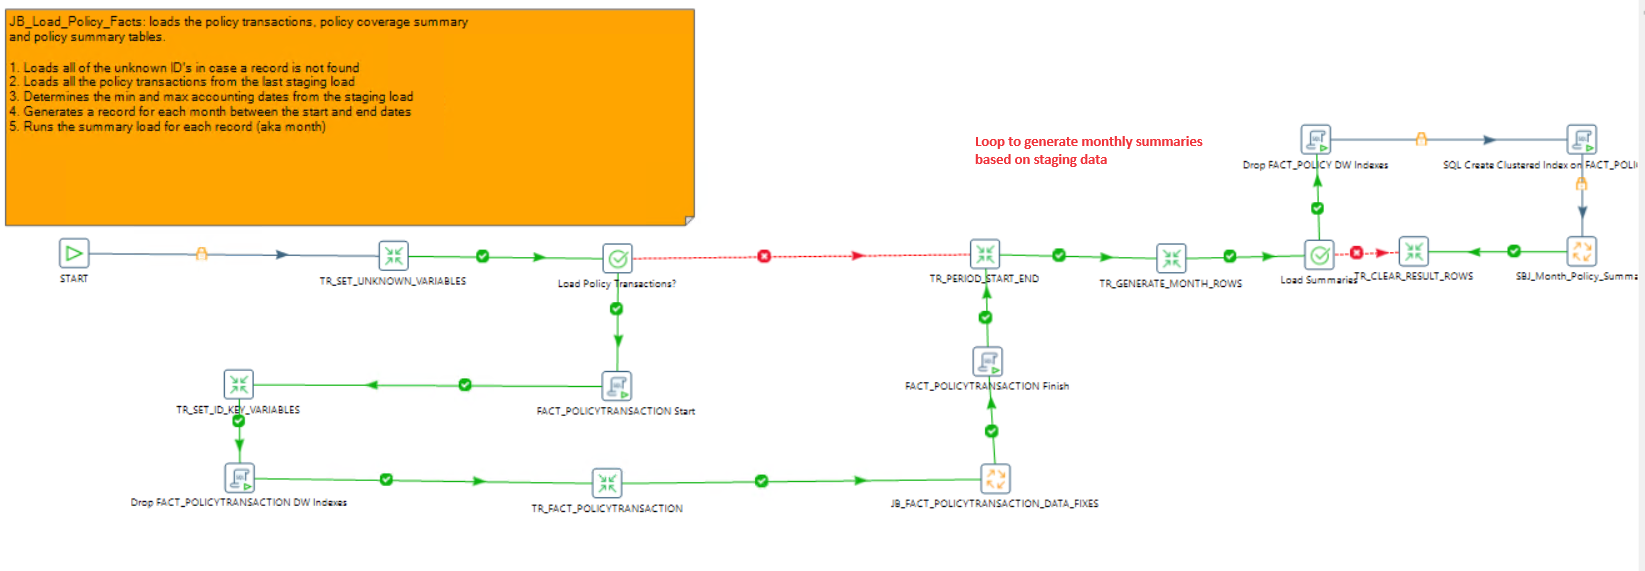 JB_Load_Policy_Facts: loads the policy transactions, policy coverage summary
and policy summary tables.
1. Loads all of the unknown ID's in case a record is not found
2. Loads all the policy transactions from the last staging load
3. Determines the min and max accounting dates from the staging load
4. Generates a record for each month between the start and end dates
5. Runs the summary load for each record (aka month)
Loop to generate monthly summaries
based on staging data
Drop FACT_POLICY DW Indexes
SQL Create Clustered Index on FACT_POLI
START
TR_SET_UNKNOWN_VARIABLES
Load Policy Transactions?
TR_PERIOD_START_END
TR_GENERATE_MONTH_ROWS
Load Summaries
TR_CLEAR_RESULT_ROWS
SBJ_Month_Policy_Summa
TR_SET_ID_KEY_VARIABLES
FACT_POLICYTRANSACTION Start
FACT_POLICYTRANSACTION Finish
Drop FACT_POLICYTRANSACTION DW Indexes
TR_FACT_POLICYTRANSACTION
JB_FACT_POLICYTRANSACTION_DATA_FIXES